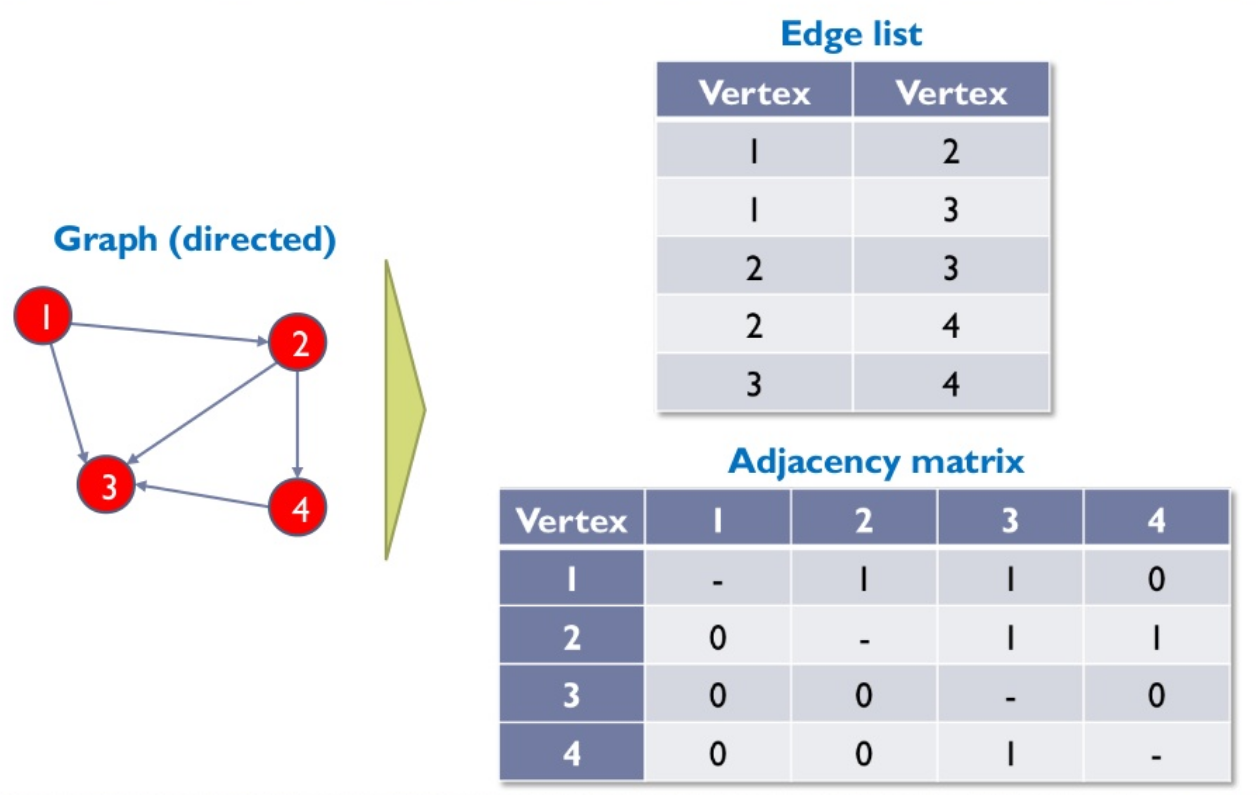 Edge list
Vertex Vertex
1 2
1 3
2 3
2 4
3 4
Graph (directed)
1
2
3
4
Adjacency matrix
Vertex 1 2 3 4
1 - 1 1 0
2 0 - 1 1
3 0 0 - 0
4 0 0 1 -